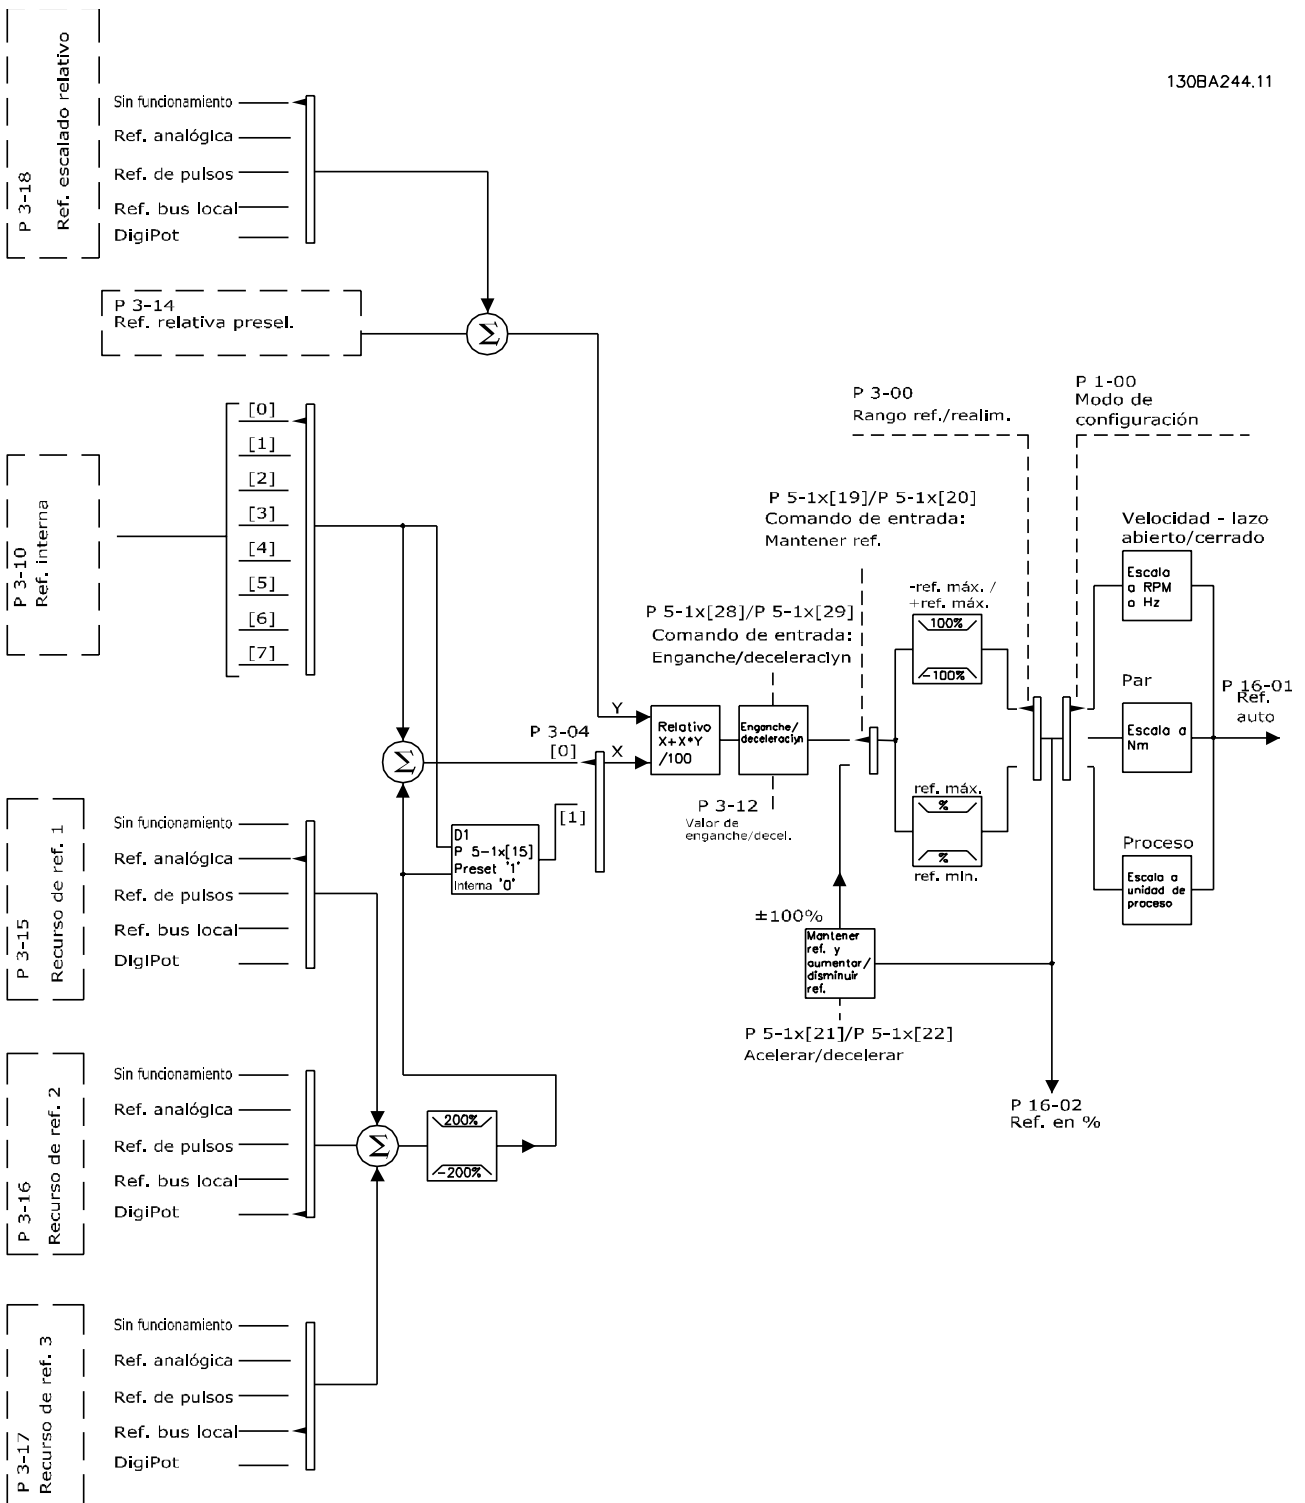 130BA244.11
P 3-18
Ref. escalado relativo
Sin funcionamiento
Ref. analógica
Ref. de pulsos
Ref. bus local
DigiPot
P 3-14
Ref. relativa presel.
Σ
P 3-10
Ref. interna
[0]
[1]
[2]
[3]
[4]
[5]
[6]
[7]
Σ
P 3-04
[0]
[1]
Y
X
D1
P 5-1x[15]
Preset '1'
Interna '0'
Relativo
X+X*Y
/100
P 5-1x[28]/P 5-1x[29]
Comando de entrada:
Enganche/deceleraciyn
Enganche/
deceleraciyn
P 3-12
Valor de
enganche/decel.
P 5-1x[19]/P 5-1x[20]
Comando de entrada:
Mantener ref.
P 3-00
Rango ref./realim.
P 1-00
Modo de
configuración
-ref. máx. /
+ref. máx.
100%
-100%
ref. máx.
%
%
ref. mln.
Velocidad - lazo
abierto/cerrado
Escala
a RPM
o Hz
Par
Escala a
Nm
Proceso
Escala a
unidad de
proceso
P 16-01
Ref.
auto
±100%
Mantener
ref. y
aumentar/
disminuir
ref.
P 5-1x[21]/P 5-1x[22]
Acelerar/decelerar
P 16-02
Ref. en %
P 3-15
Recurso de ref. 1
Sin funcionamiento
Ref. analógica
Ref. de pulsos
Ref. bus local
DIgIPot
P 3-16
Recurso de ref. 2
Sin funcionamiento
Ref. analógica
Ref. de pulsos
Ref. bus local
DigiPot
Σ
200%
-200%
P 3-17
Recurso de ref. 3
Sin funcionamiento
Ref. analógica
Ref. de pulsos
Ref. bus local
DigiPot